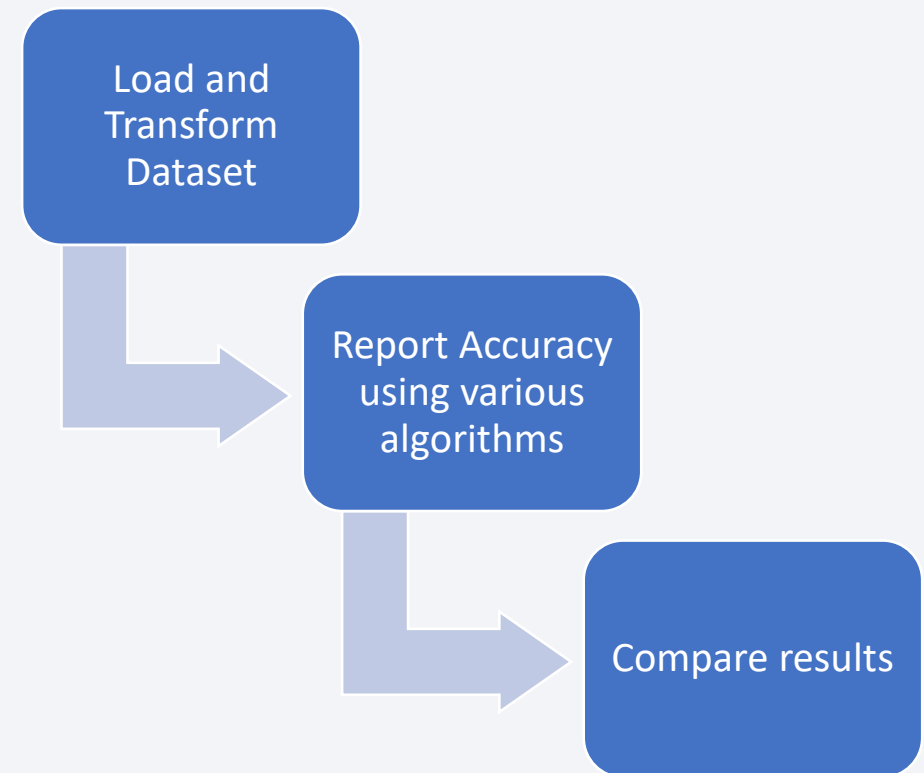 Load and
Transform
Dataset
Report Accuracy
using various
algorithms
Compare results